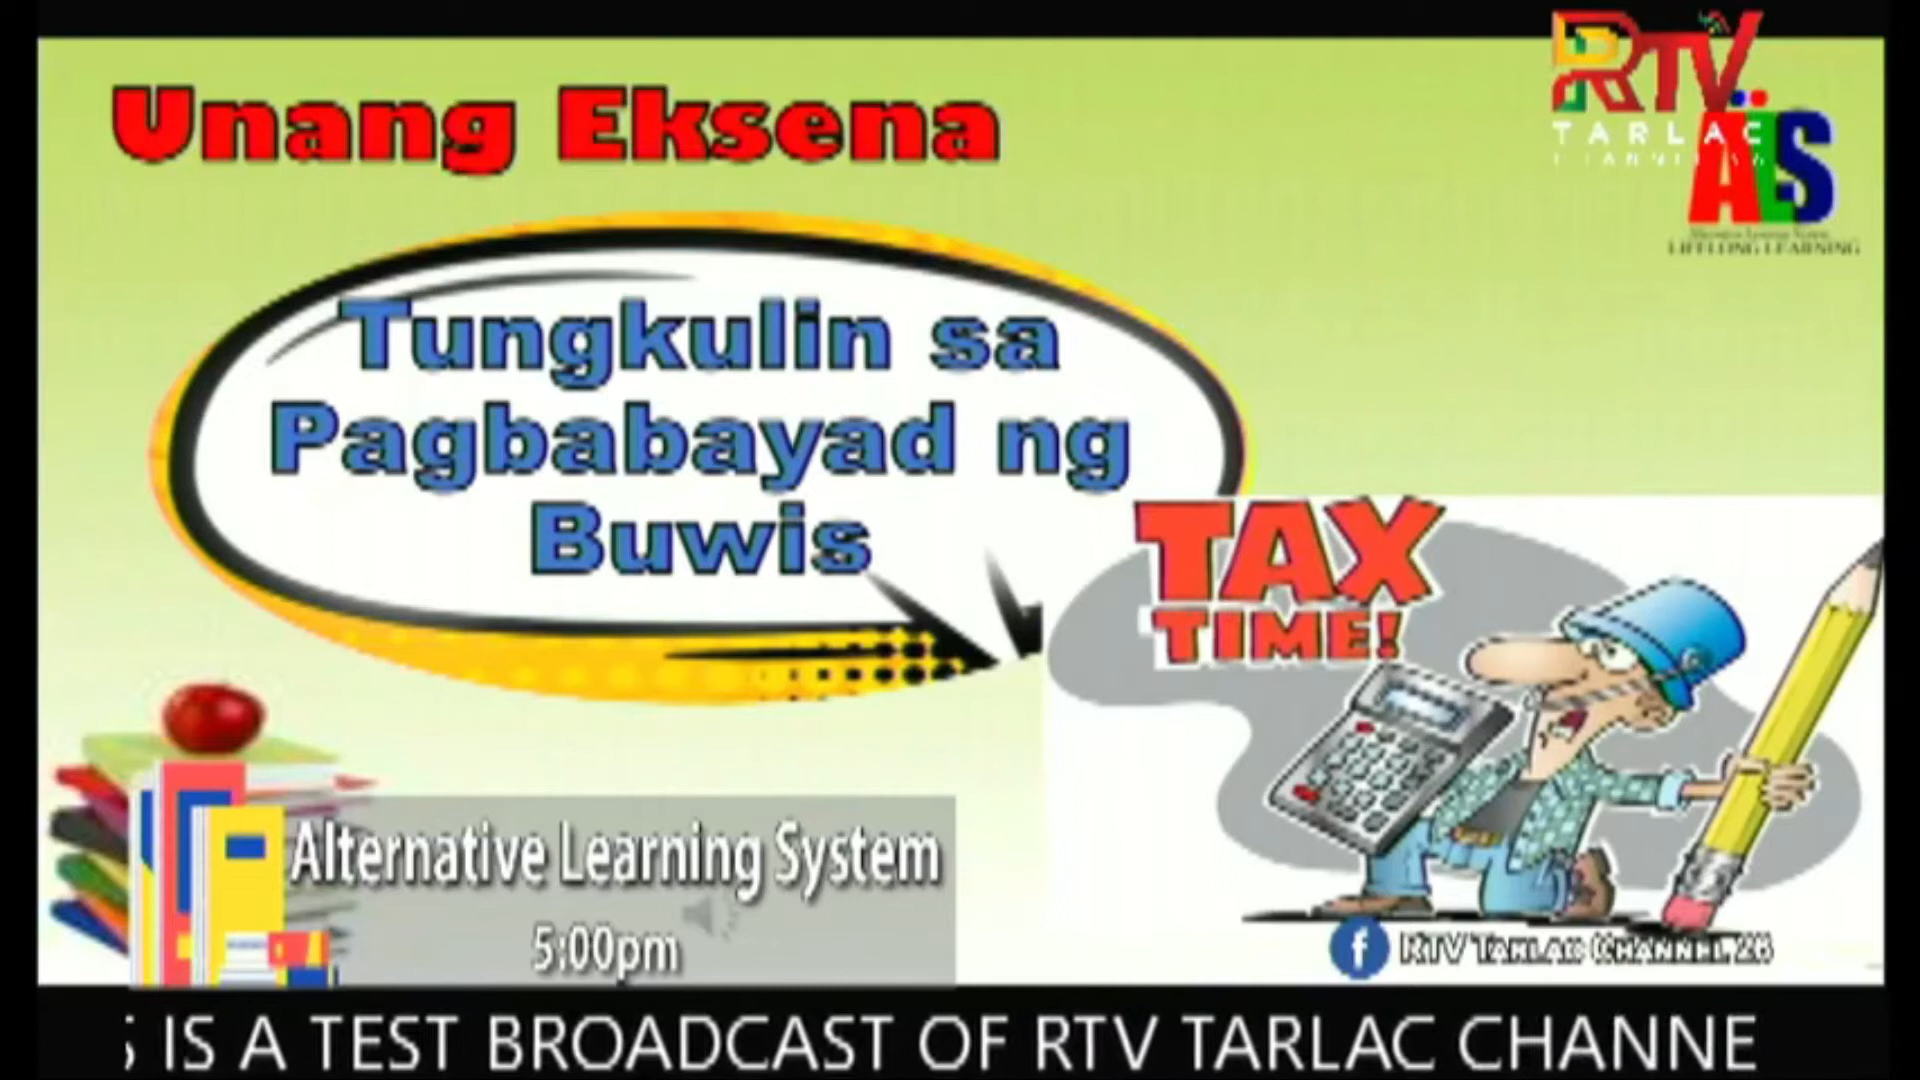 Unang Eksena
RTV
TARLAC
ALS
LIFELONG LEARNING
Tungkulin sa
Pagbabayad ng
Buwis
TAX
TIME!
Alternative Learning System
5:00pm
f RTV TARLAC CHANNEL 26
IS A TEST BROADCAST OF RTV TARLAC CHANNE